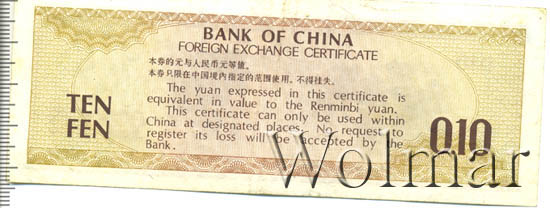 BANK OF CHINA
FOREIGN EXCHANGE CERTIFICATE
本券的元与人民币元等值。
本券只限在中国境内指定的范围使用，不得挂失。
The yuan expressed in this certificate is
equivalent in value to the Renminbi yuan.
This certificate can only be used within
China at designated places. No request to
register its loss will be accepted by the
Bank.
TEN
FEN
010
Wolmar